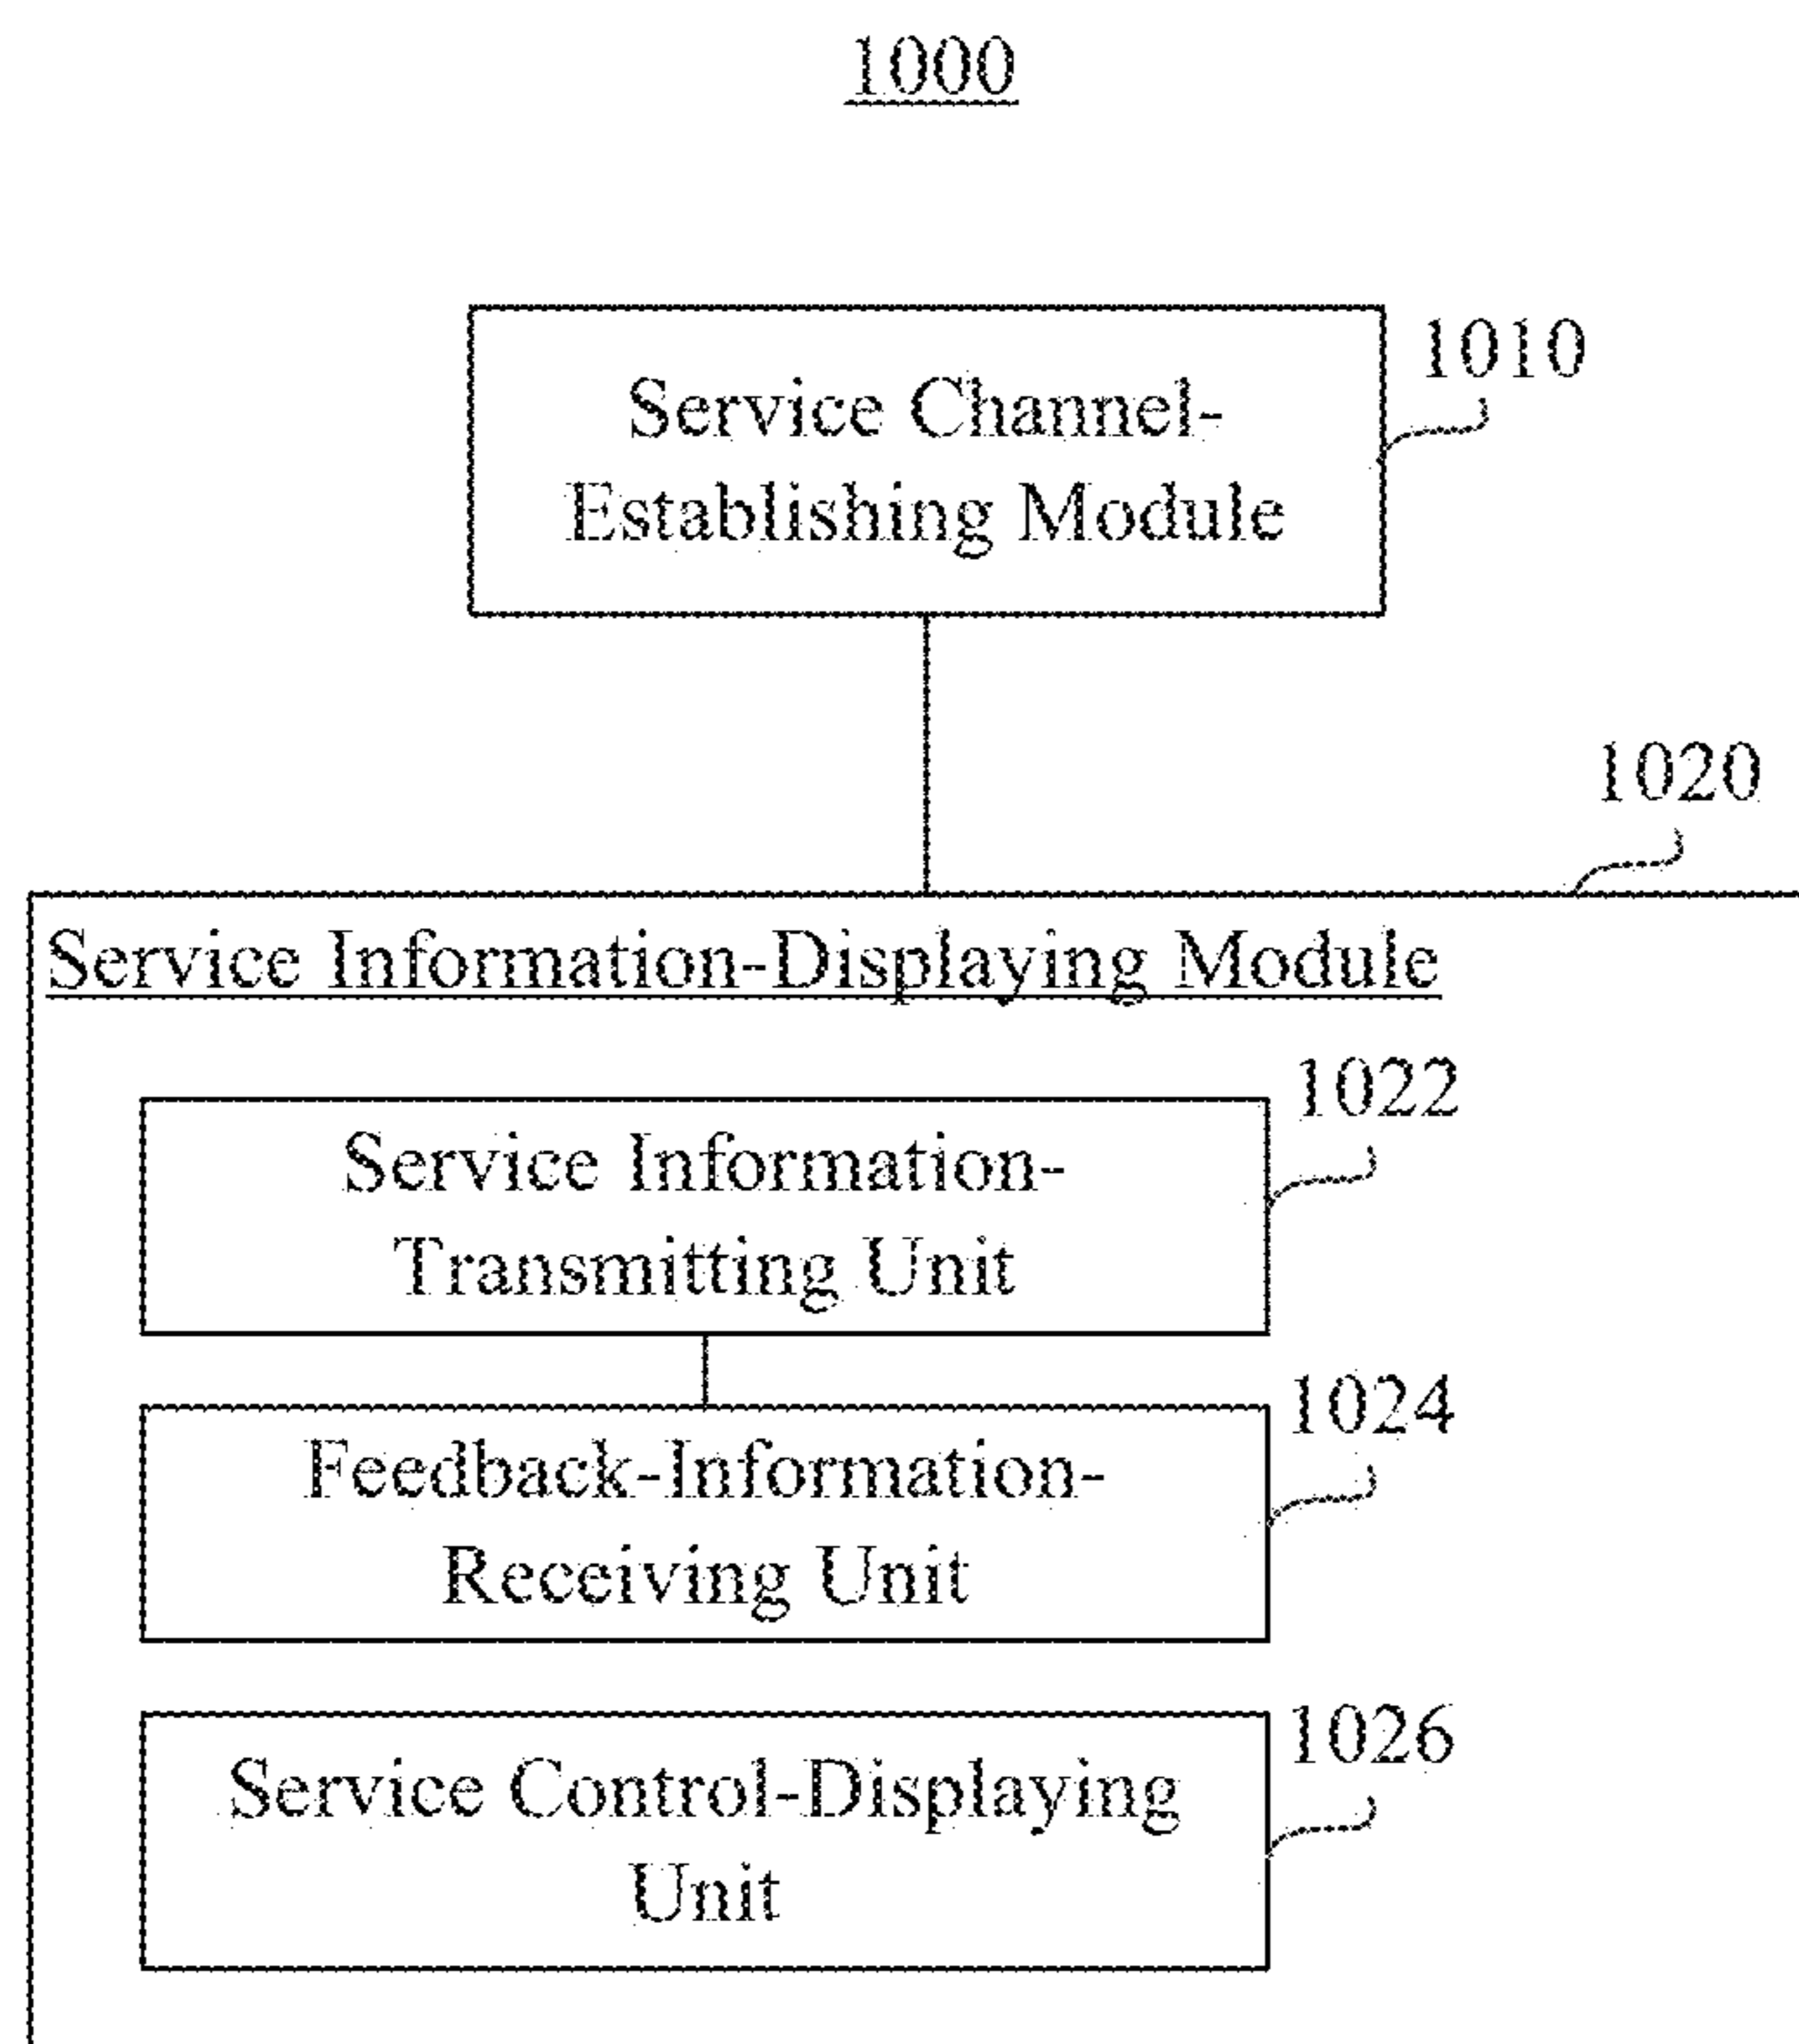 1000
1010
Service Channel-
Establishing Module
1020
Service Information-Displaying Module
1022
Service Information-
Transmitting Unit
1024
Feedback-Information-
Receiving Unit
1026
Service Control-Displaying
Unit